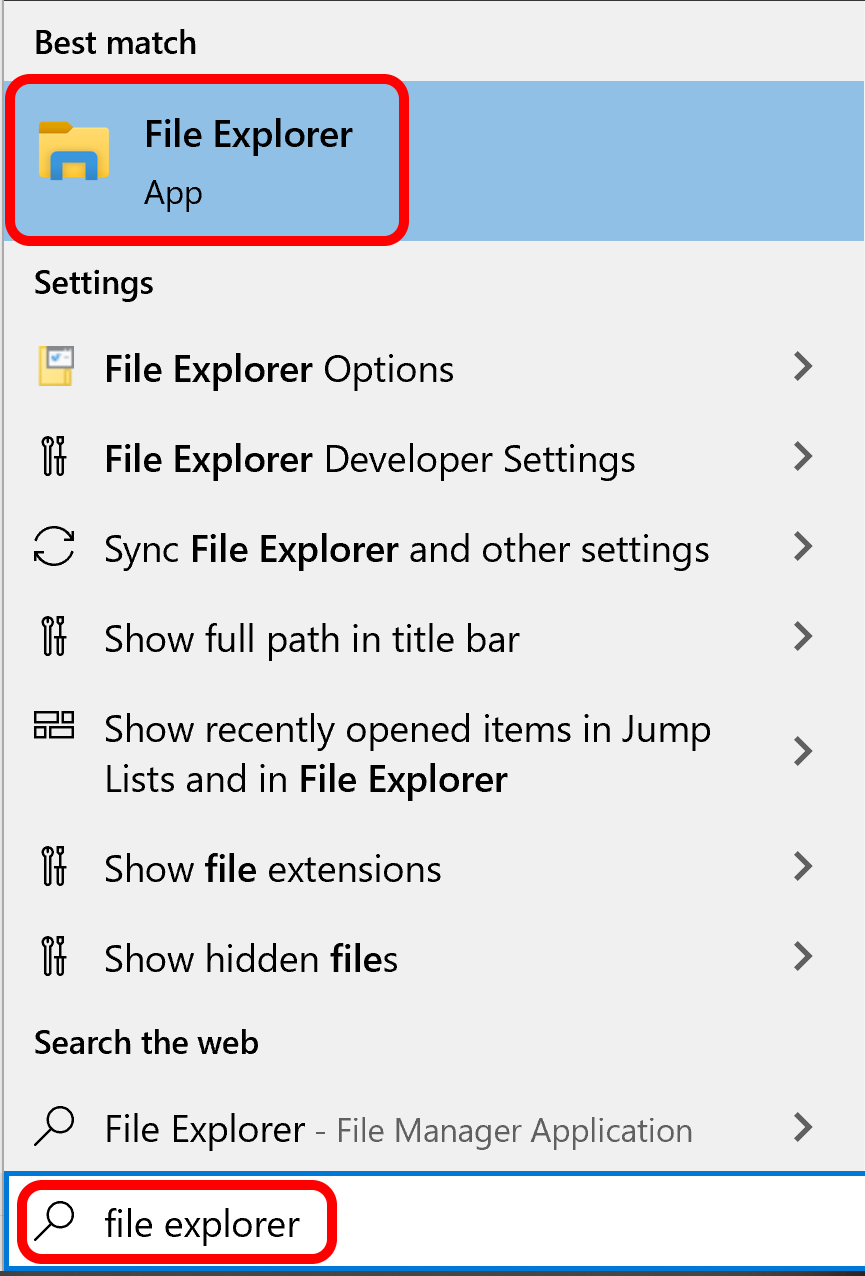 Best match
File Explorer
App
Settings
File Explorer Options
File Explorer Developer Settings
Sync File Explorer and other settings
Show full path in title bar
Show recently opened items in Jump
Lists and in File Explorer
Show file extensions
Show hidden files
Search the web
File Explorer - File Manager Application
file explorer